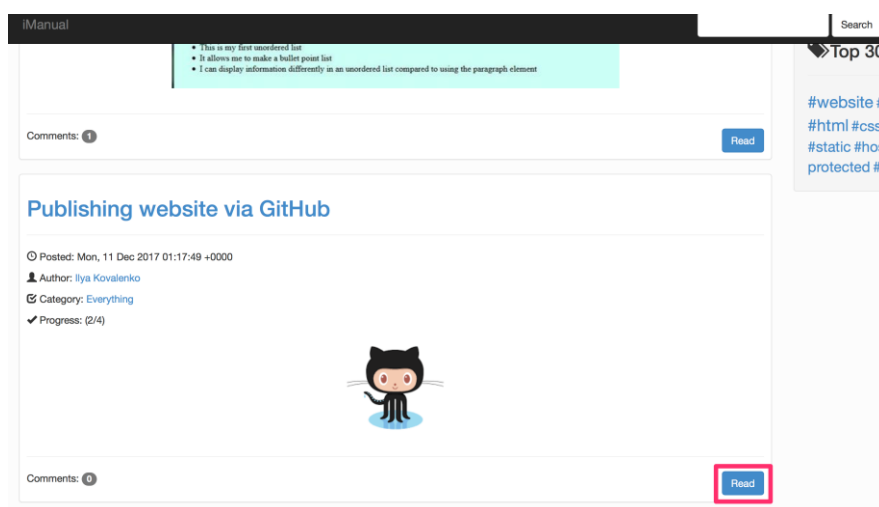 iManual
Search
This is my first unordered list
It allows me to make a bullet point list
I can display information differently in an unordered list compared to using the paragraph element
Comments: 1
Read
Top 30
#website
#html #css
#static
protected #
Publishing website via GitHub
Posted: Mon, 11 Dec 2017 01:17:49 +0000
Author: Ilya Kovalenko
Category: Everything
Progress: (2/4)
Comments: 0
Read